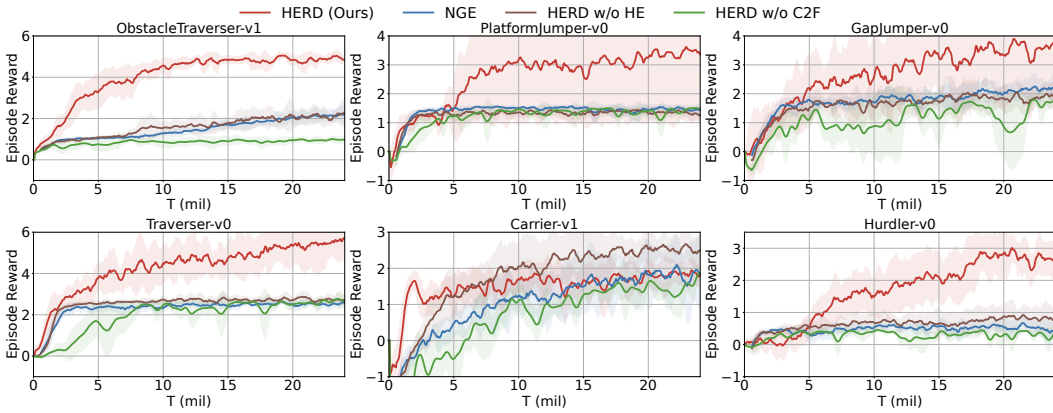 HERD (Ours) NGE HERD w/o HE HERD w/o C2F
ObstacleTraverser-v1 PlatformJumper-v0 GapJumper-v0
Episode Reward
6
4
2
0
0 5 10 15 20
T (mil)
Episode Reward
4
3
2
1
0
−1
0 5 10 15 20
T (mil)
Episode Reward
4
3
2
1
0
−1
0 5 10 15 20
T (mil)
Traverser-v0 Carrier-v1 Hurdler-v0
Episode Reward
6
4
2
0
0 5 10 15 20
T (mil)
Episode Reward
3
2
1
0
−1
0 5 10 15 20
T (mil)
Episode Reward
3
2
1
0
−1
0 5 10 15 20
T (mil)